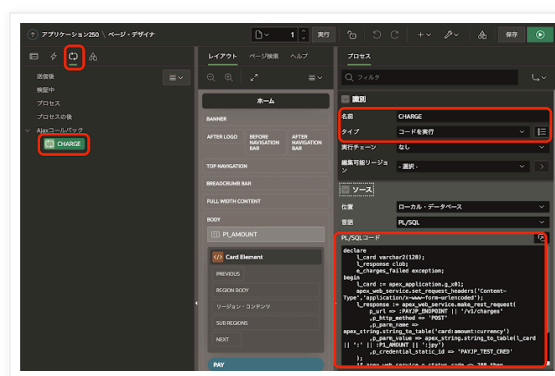 アプリケーション250 \ ページ・デザイナ
1
実行
保存
送信後
検証中
プロセス
プロセスの後
Ajaxコールバック
CHARGE
レイアウト ページ検索 ヘルプ
ホーム
BANNER
AFTER LOGO
BEFORE NAVIGATION BAR
AFTER NAVIGATION BAR
TOP NAVIGATION
BREADCRUMB BAR
FULL WIDTH CONTENT
BODY
P1_AMOUNT
Card Element
PREVIOUS
REGION BODY
リージョン・コンテンツ
SUB REGIONS
NEXT
PAY
プロセス
フィルタ
識別
名前 CHARGE
タイプ コードを実行
実行チェーン なし
編集可能リージョン - 選択 -
ソース
位置 ローカル・データベース
言語 PL/SQL
PL/SQLコード
declare
l_card varchar2(128);
l_response clob;
e_charges_failed exception;
begin
l_card := apex_application.g_x01;
apex_web_service.set_request_headers('Content-
Type','application/x-www-form-urlencoded');
l_response := apex_web_service.make_rest_request(
p_url => :PAYJP_ENDPOINT || '/v1/charges'
,p_http_method => 'POST'
,p_parm_name =>
apex_string.string_to_table('card:amount:currency')
,p_parm_value => apex_string.string_to_table(l_card
|| ':' || :P1_AMOUNT || ':jpy')
,p_credential_static_id => 'PAYJP_TEST_CRED'
);